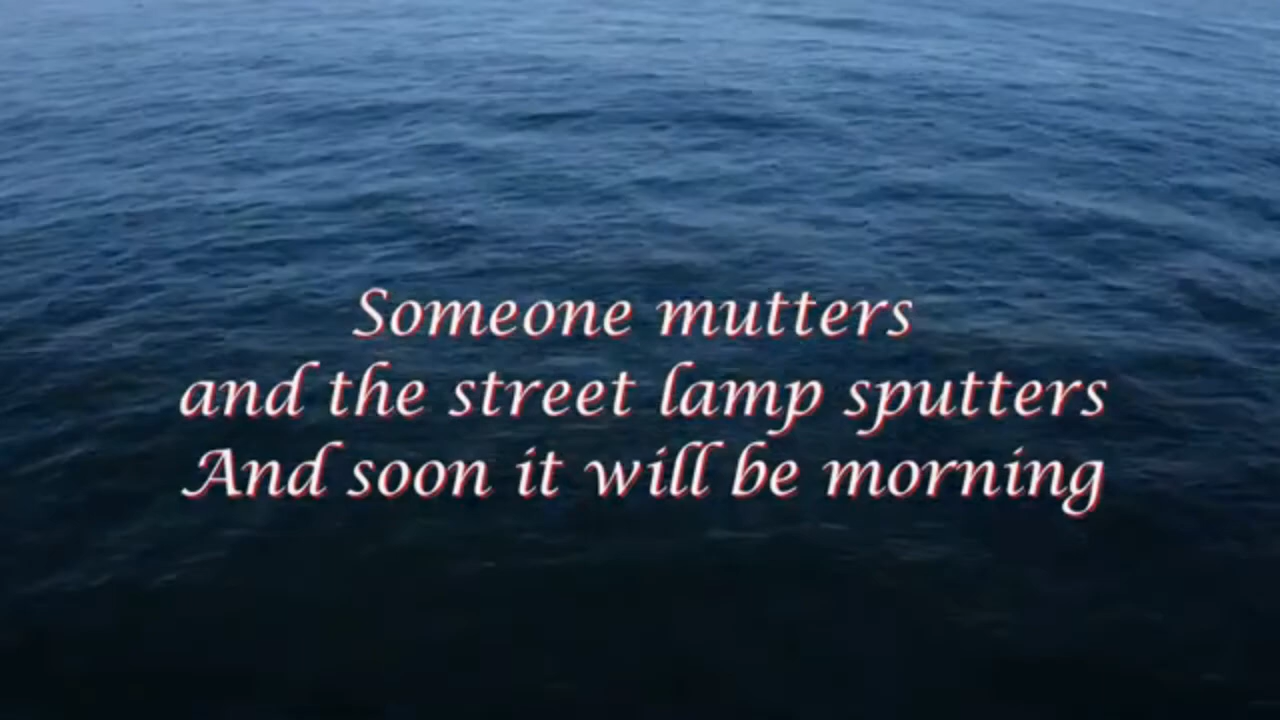 Someone mutters
and the street lamp sputters
And soon it will be morning